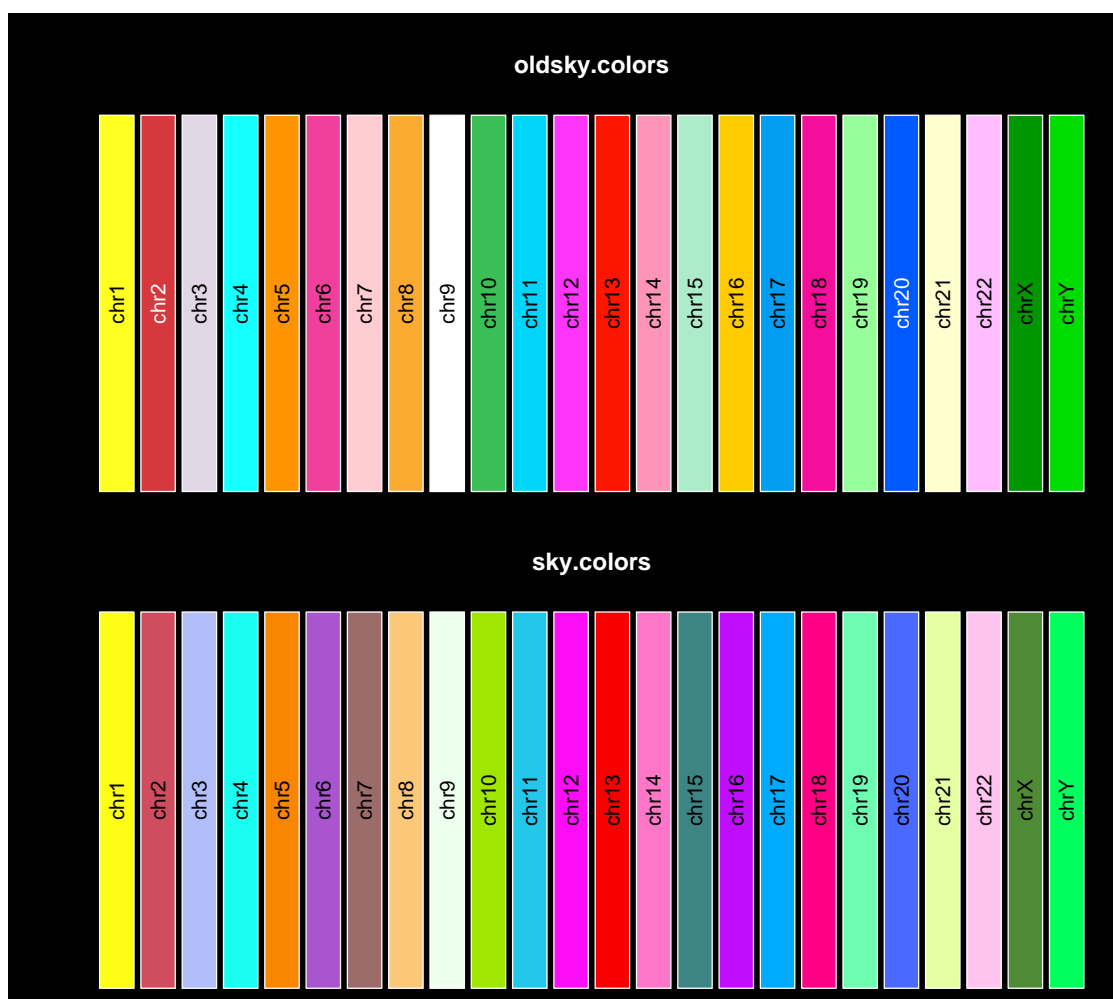 oldsky.colors
chr1
chr2
chr3
chr4
chr5
chr6
chr7
chr8
chr9
chr10
chr11
chr12
chr13
chr14
chr15
chr16
chr17
chr18
chr19
chr20
chr21
chr22
chrX
chrY
sky.colors
chr1
chr2
chr3
chr4
chr5
chr6
chr7
chr8
chr9
chr10
chr11
chr12
chr13
chr14
chr15
chr16
chr17
chr18
chr19
chr20
chr21
chr22
chrX
chrY